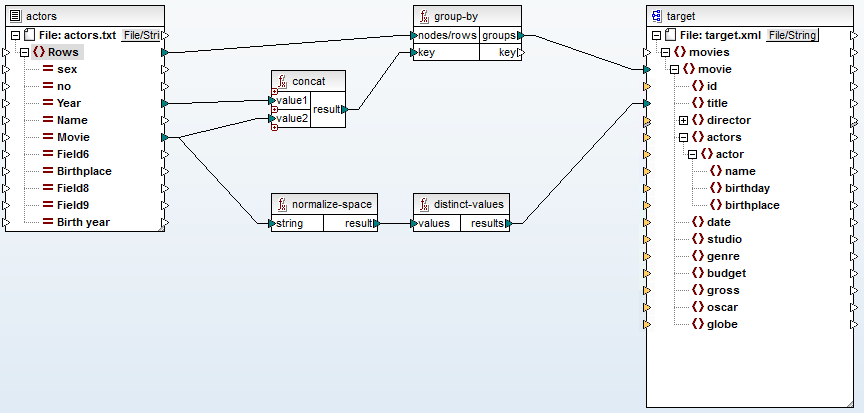 actors
File: actors.txt File/Stri
Rows
sex
no
Year
Name
Movie
Field6
Birthplace
Field8
Field9
Birth year
concat
value1
value2
result
group-by
nodes/rows groups
key key
normalize-space
string result
distinct-values
values results
target
File: target.xml File/String
movies
movie
id
title
director
actors
actor
name
birthday
birthplace
date
studio
genre
budget
gross
oscar
globe